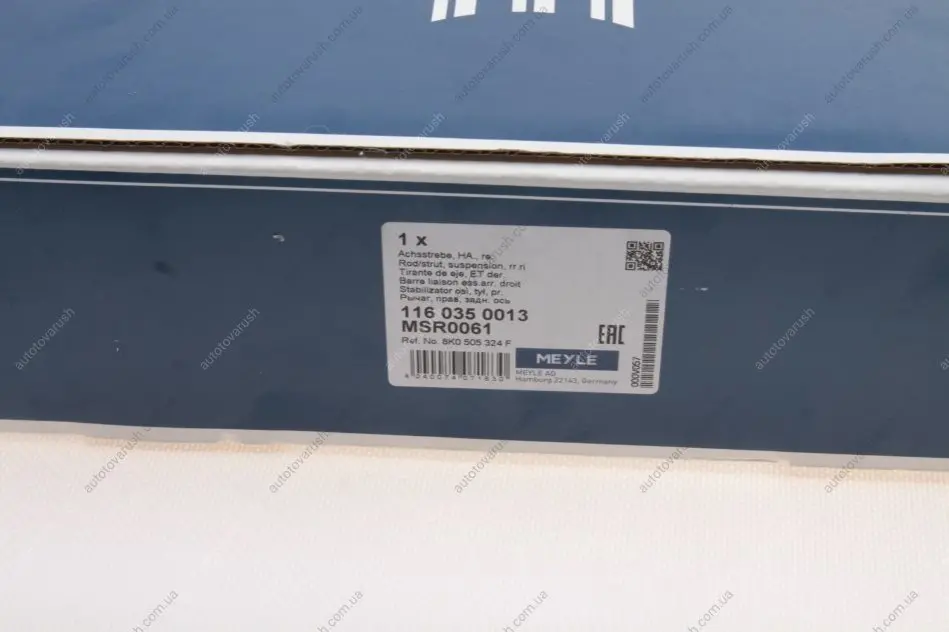 1 x
Achsstrebe, HA., re.
Rod/strut, suspension, rr.n
Tirante de eje, ET der.
Barre liaison ess.arr. droit
Stabilizator osi, tył, pr.
Рычаг, прав, задн. ось
116 035 0013
MSR0061
Ref. No. 8K0 505 324 F
EAC
MEYLE
MEYLE AG
Hamburg 22143, Germany
000V057
autotovarush.com.ua